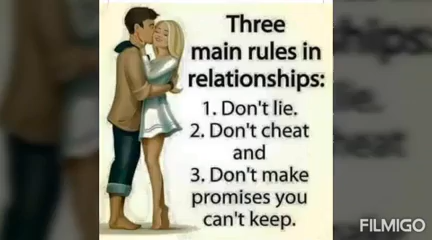 Three
main rules in
relationships:
1. Don't lie.
2. Don't cheat
and
3. Don't make
promises you
can't keep.
FILMIGO